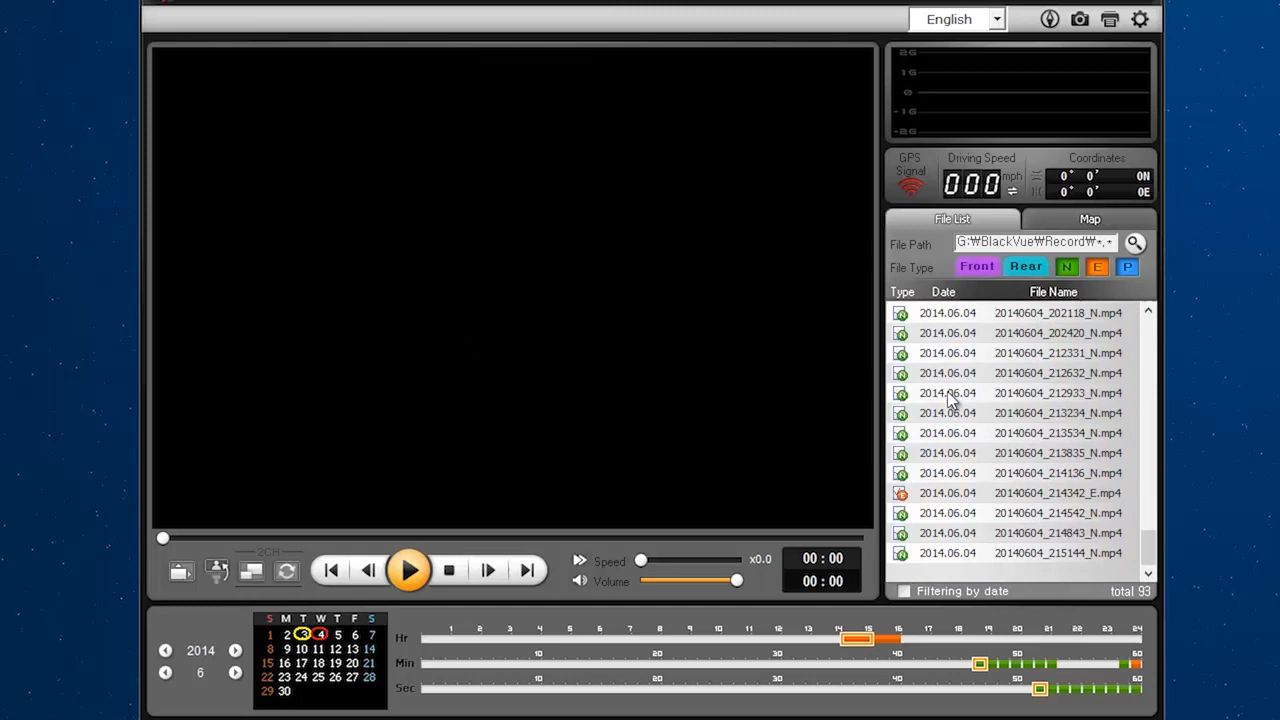 English
2G
1G
0
-1G
-2G
GPS
Signal
Driving Speed
000 mph
Coordinates
0° 0' 0N
0° 0' 0E
File List
Map
File Path G:₩BlackVue₩Record₩*.*
File Type Front Rear N E P
Type Date File Name
N 2014.06.04 20140604_202118_N.mp4
N 2014.06.04 20140604_202420_N.mp4
N 2014.06.04 20140604_212331_N.mp4
N 2014.06.04 20140604_212632_N.mp4
N 2014.06.04 20140604_212933_N.mp4
N 2014.06.04 20140604_213234_N.mp4
N 2014.06.04 20140604_213534_N.mp4
N 2014.06.04 20140604_213835_N.mp4
N 2014.06.04 20140604_214136_N.mp4
E 2014.06.04 20140604_214342_E.mp4
N 2014.06.04 20140604_214542_N.mp4
N 2014.06.04 20140604_214843_N.mp4
N 2014.06.04 20140604_215144_N.mp4
Filtering by date total 93
2CH
Speed x0.0
Volume
00 : 00
00 : 00
2014
6
S M T W T F S
1 2 3 4 5 6 7
8 9 10 11 12 13 14
15 16 17 18 19 20 21
22 23 24 25 26 27 28
29 30
Hr 1 2 3 4 5 6 7 8 9 10 11 12 13 14 15 16 17 18 19 20 21 22 23 24
Min 10 20 30 40 50 60
Sec 10 20 30 40 50 60